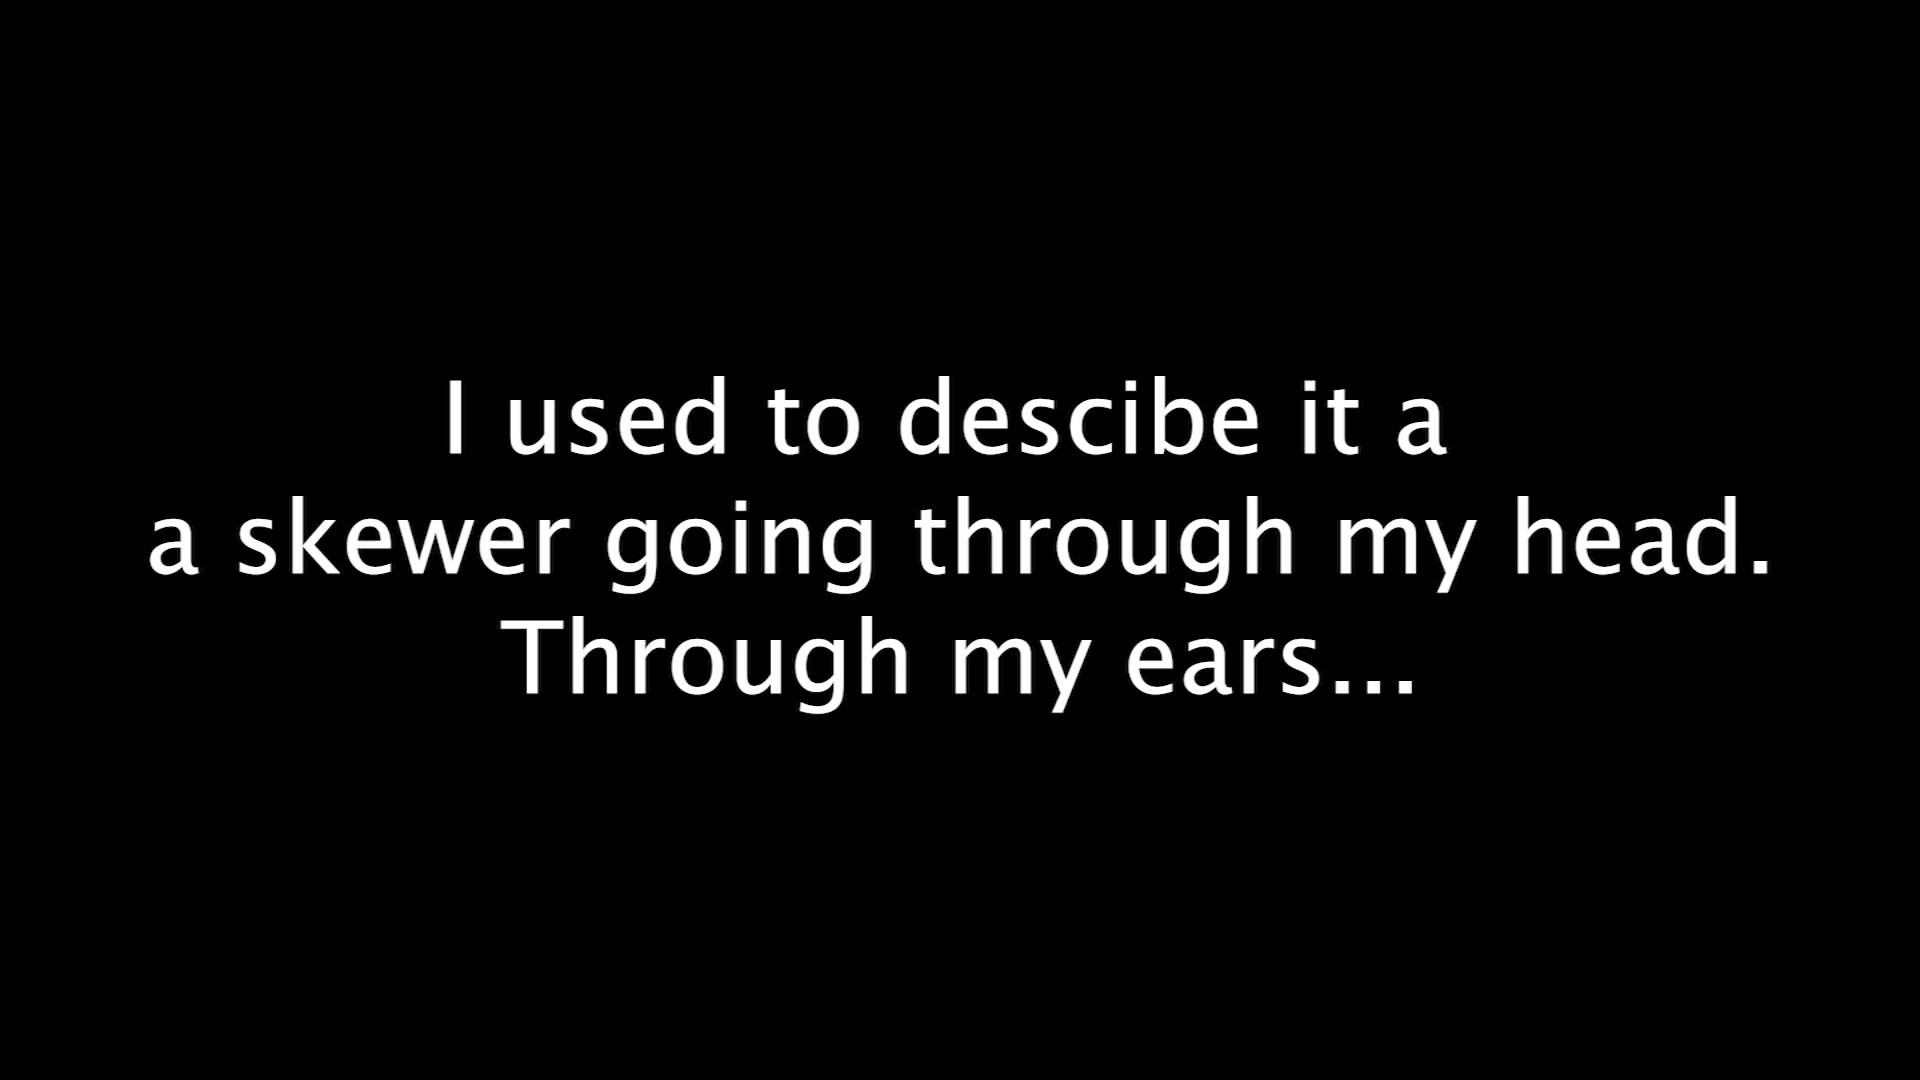 I used to descibe it a
a skewer going through my head.
Through my ears...